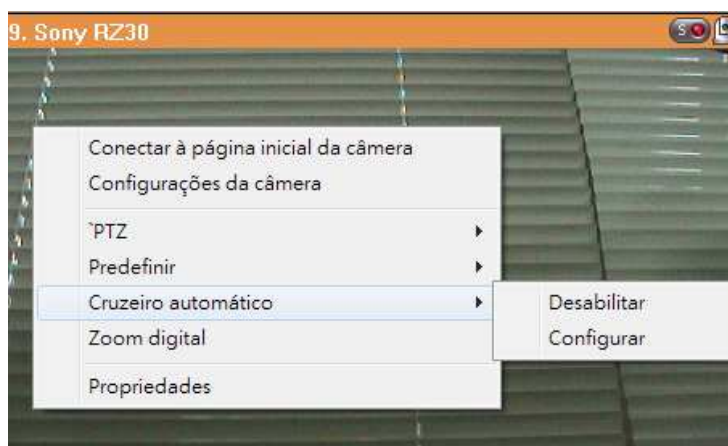 9. Sony RZ30
S
Conectar à página inicial da câmera
Configurações da câmera
`PTZ
Predefinir
Cruzeiro automático
Desabilitar
Zoom digital
Configurar
Propriedades